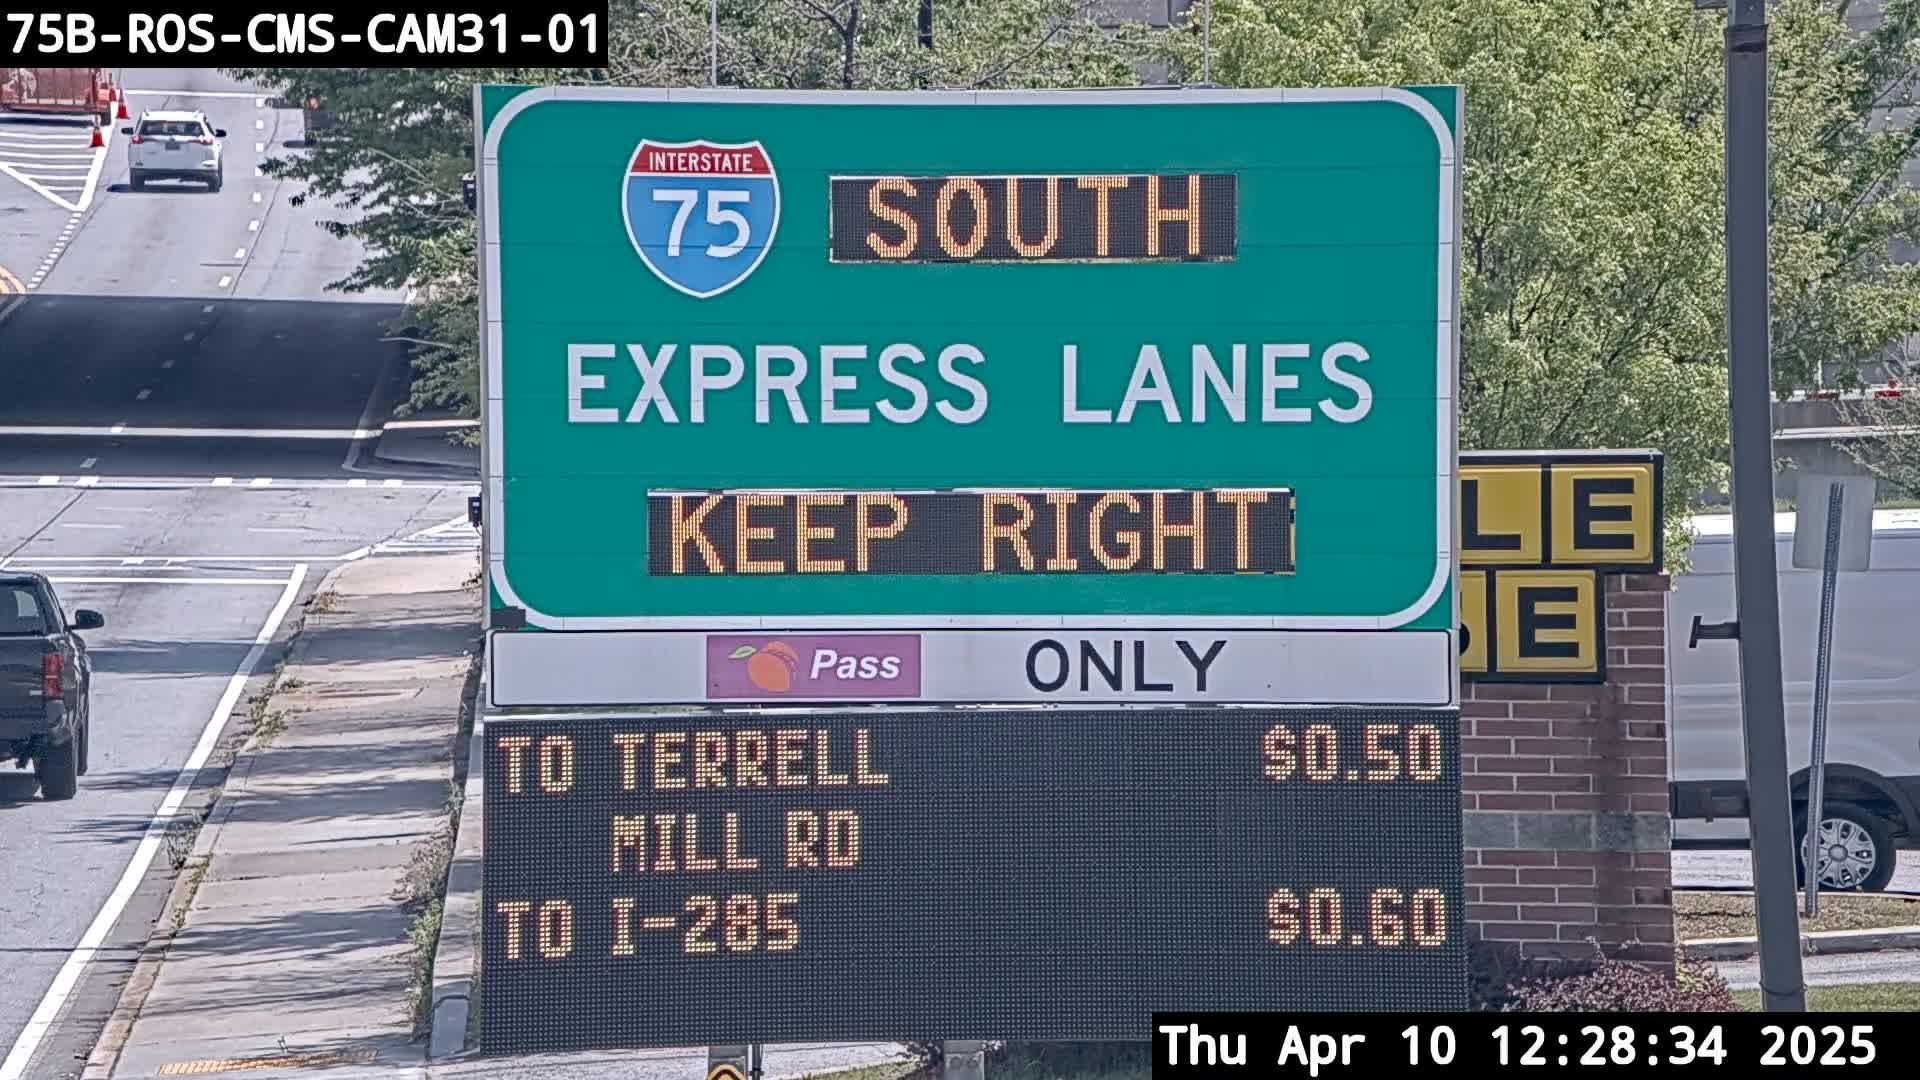 75B-ROS-CMS-CAM31-01
INTERSTATE
75
SOUTH
EXPRESS LANES
KEEP RIGHT
Pass ONLY
TO TERRELL $0.50
MILL RD
TO I-285 $0.60
LE
E
Thu Apr 10 12:28:34 2025